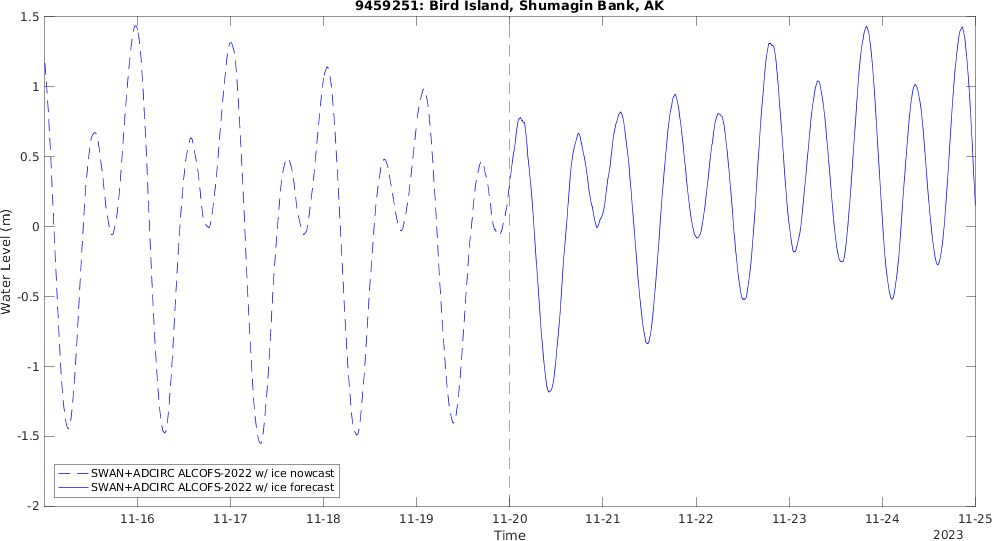 9459251: Bird Island, Shumagin Bank, AK
Water Level (m)
1.5
1
0.5
0
-0.5
-1
-1.5
-2
SWAN+ADCIRC ALCOFS-2022 w/ ice nowcast
SWAN+ADCIRC ALCOFS-2022 w/ ice forecast
11-16 11-17 11-18 11-19 11-20 11-21 11-22 11-23 11-24 11-25
Time
2023